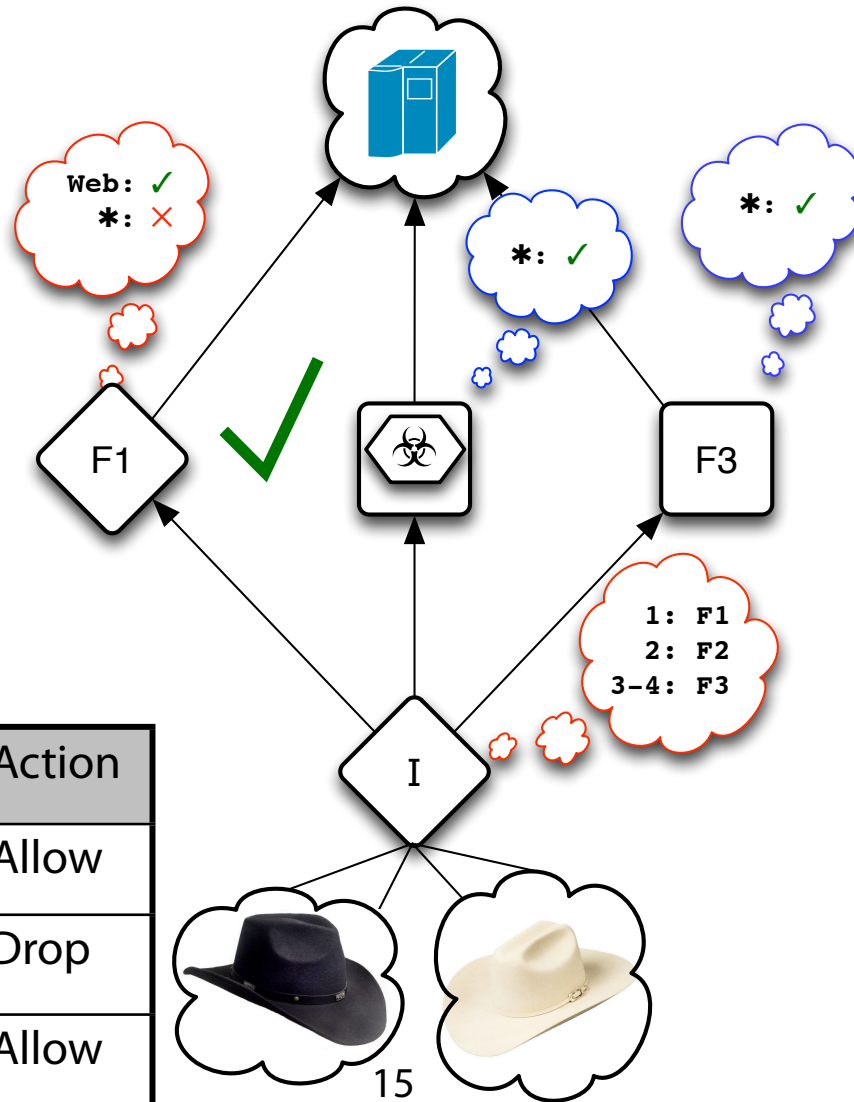 Web: ✓
*: ×
*: ✓
*: ✓
F1
F3
1: F1
2: F2
3-4: F3
I
Action
Allow
Drop
Allow
15